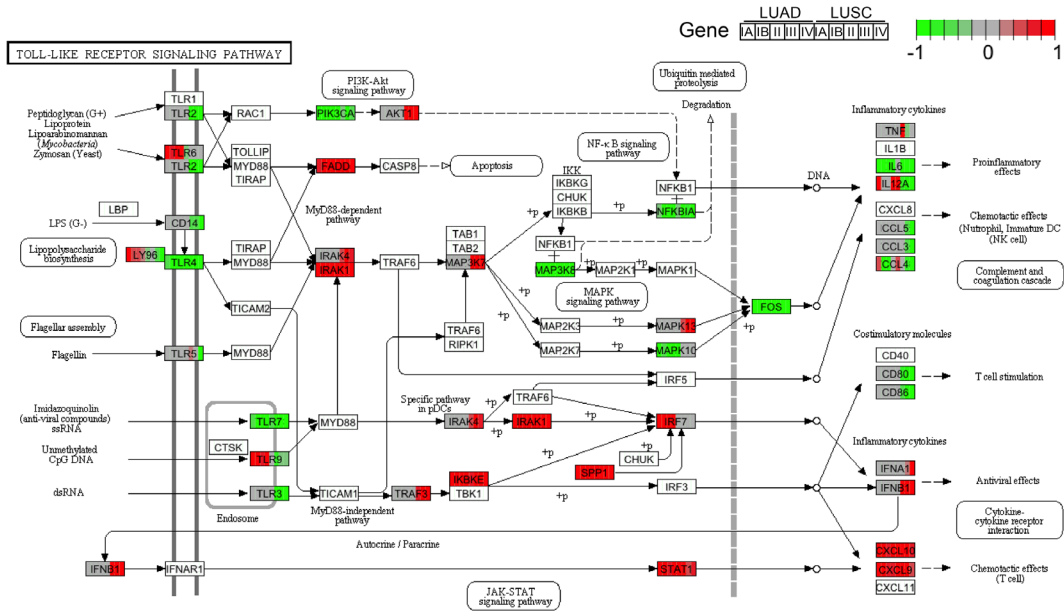 LUAD LUSC
Gene IA IB II III IV IA IB II III IV
-1 0 1
TOLL-LIKE RECEPTOR SIGNALING PATHWAY
PI3K-Akt
signaling pathway
Ubiquitin mediated
proteolysis
Degradation
TLR1
TLR2
RAC1
PIK3CA
AKT1
Peptidoglycan (G+)
Lipoprotein
Lipoarabinomannan
(Mycobacteria)
Zymosan (Yeast)
TLR6
TLR2
TOLLIP
MYD88
TIRAP
FADD
CASP8
Apoptosis
NF-κ B signaling
pathway
IKK
IKBKG
CHUK
IKBKB
+p
+p
NFKB1
NFKBIA
DNA
Inflammatory cytokines
TNF
IL1B
IL6
IL12A
Proinflammatory
effects
LBP
LPS (G-)
CD14
MyD88-dependent
pathway
CXCL8
CCL5
CCL3
CCL4
Chemotactic effects
(Nutrophil, Immature DC)
(NK cell)
Complement and
coagulation cascade
Lipopolysaccharide
biosynthesis
LY96
TLR4
TIRAP
MYD88
IRAK4
IRAK1
TRAF6
TAB1
TAB2
MAP3K7
NFKB1
MAP3K8
+p
MAP2K1
+p
MAPK1
MAPK
signaling pathway
TICAM2
FOS
Flagellar assembly
+p
+p
TRAF6
RIPK1
+p
MAP2K3
+p
MAPK11
+p
MAP2K7
+p
MAPK10
+p
Flagellin
TLR5
MYD88
Costimulatory molecules
CD40
CD80
CD86
T cell stimulation
IRF5
Specific pathway
in pDCs
TRAF6
+p
Imidazoquinolin
(anti-viral compounds)
ssRNA
TLR7
MYD88
IRAK4
+p
IRAK1
+p
IRF7
+p
Unmethylated
CpG DNA
CTSK
TLR9
CHUK
+p
SPP1
Inflammatory cytokines
IFNA1
IFNB1
Antiviral effects
dsRNA
TLR3
TICAM1
TRAF3
IKBKE
TBK1
+p
IRF3
Endosome
MyD88-independent
pathway
Cytokine-
cytokine receptor
interaction
Autocrine / Paracrine
IFNB1
IFNAR1
STAT1
CXCL10
CXCL9
CXCL11
Chemotactic effects
(T cell)
JAK-STAT
signaling pathway